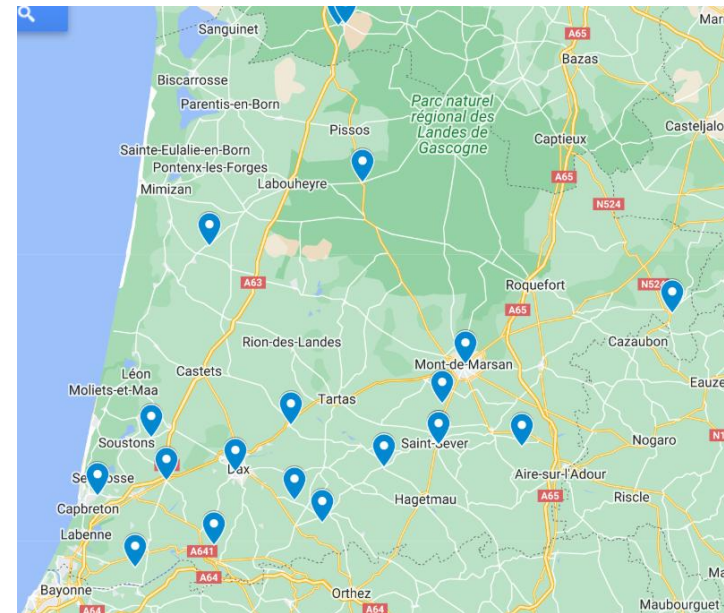 Sanguinet
A65
Bazas
Biscarrosse
Parentis-en-Born
Parc naturel
régional des
Landes de
Gascogne
Pissos
Captieux
Casteljalo
Sainte-Eulalie-en-Born
Pontenx-les-Forges
Mimizan
Labouheyre
A65
N524
A63
Roquefort
N524
A65
Rion-des-Landes
Cazaubon
Mont-de-Marsan
Léon
Castets
Moliets-et-Maa
Eauze
Tartas
Soustons
Saint-Sever
Nogaro
N1
Dax
Aire-sur-l'Adour
Capbreton
Hagetmau
A65
Riscle
Labenne
A641
A64
Bayonne
Orthez
A64
A64
Maubourguet